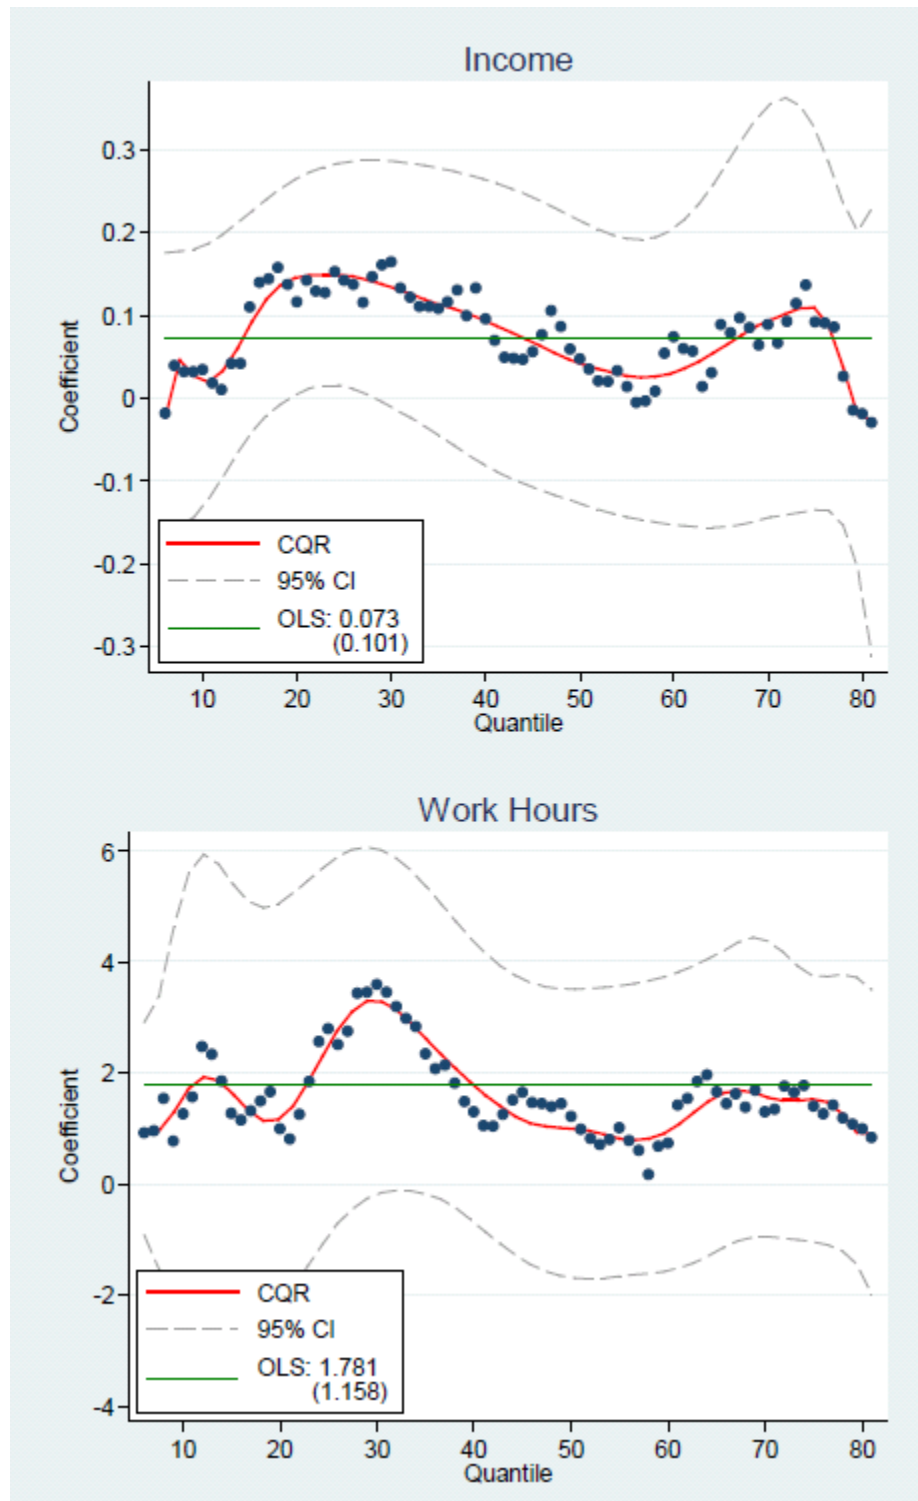 Income
Coefficient
0.3
0.2
0.1
0
-0.1
-0.2
-0.3
CQR
95% CI
OLS: 0.073
(0.101)
10 20 30 40 50 60 70 80
Quantile
Work Hours
Coefficient
6
4
2
0
-2
-4
CQR
95% CI
OLS: 1.781
(1.158)
10 20 30 40 50 60 70 80
Quantile